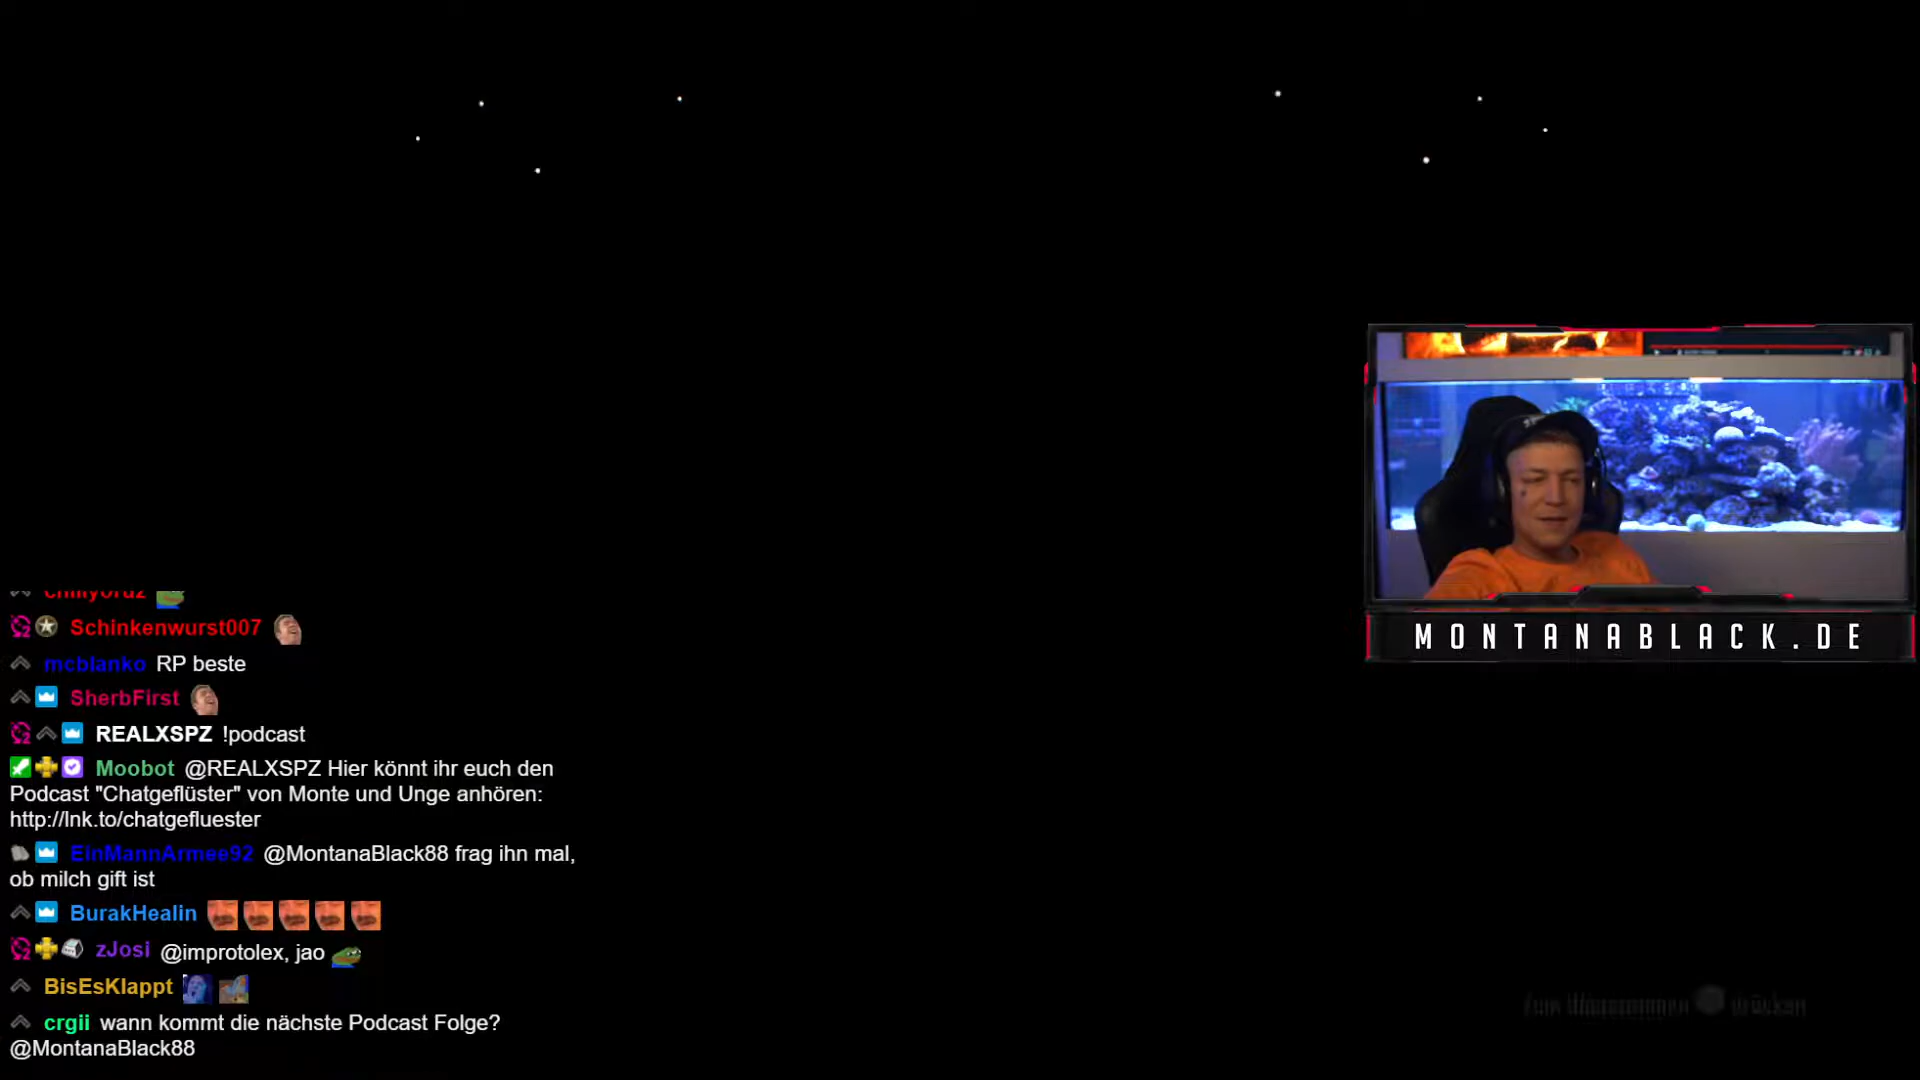 chillyoruz
Schinkenwurst007
mcblanko RP beste
SherbFirst
REALXSPZ !podcast
Moobot @REALXSPZ Hier könnt ihr euch den
Podcast "Chatgeflüster" von Monte und Unge anhören:
http://lnk.to/chatgefluester
EinMannArmee92 @MontanaBlack88 frag ihn mal,
ob milch gift ist
BurakHealin
zJosi @improtolex, jao
BisEsKlappt
crgii wann kommt die nächste Podcast Folge?
@MontanaBlack88
MONTANABLACK.DE
drücken